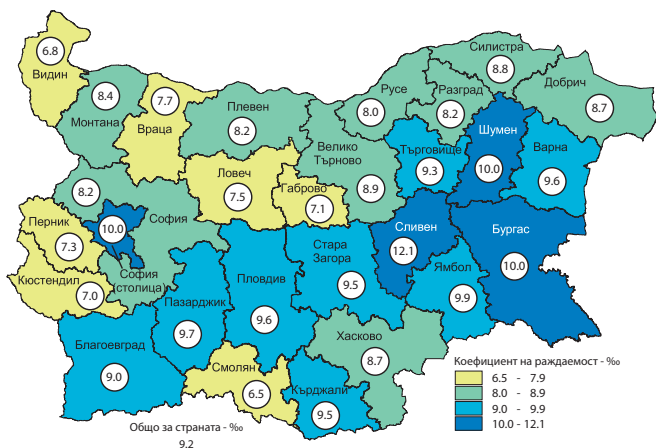 6.8
Видин
8.4
Монтана
7.7
Враца
Плевен
8.2
Русе
8.0
Силистра
8.8
Разград
8.2
Добрич
8.7
Шумен
10.0
Варна
9.6
Търговище
9.3
Велико
Търново
8.9
Ловеч
7.5
Габрово
7.1
8.2
София
10.0
София
(столица)
Перник
7.3
Кюстендил
7.0
Сливен
12.1
Бургас
10.0
Стара
Загора
9.5
Ямбол
9.9
Пловдив
9.6
Пазарджик
9.7
Благоевград
9.0
Хасково
8.7
Смолян
6.5
Кърджали
9.5
Общо за страната - ‰
9.2
Коефициент на раждаемост - ‰
6.5 - 7.9
8.0 - 8.9
9.0 - 9.9
10.0 - 12.1